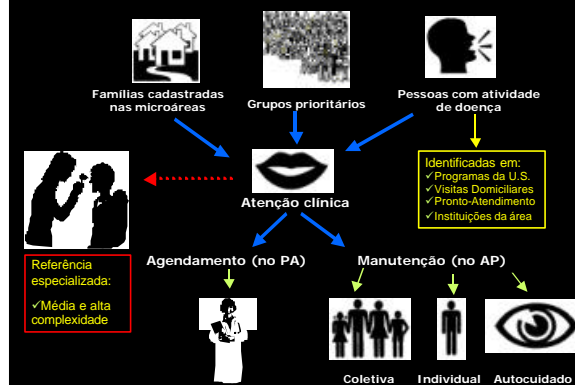 Famílias cadastradas
nas microáreas
Grupos prioritários
Pessoas com atividade
de doença
Identificadas em:
✓Programas da U.S.
✓Visitas Domiciliares
✓Pronto-Atendimento
✓Instituições da área
Atenção clínica
Referência
especializada:
✓Média e alta
complexidade
Agendamento (no PA)
Manutenção (no AP)
Coletiva
Individual
Autocuidado